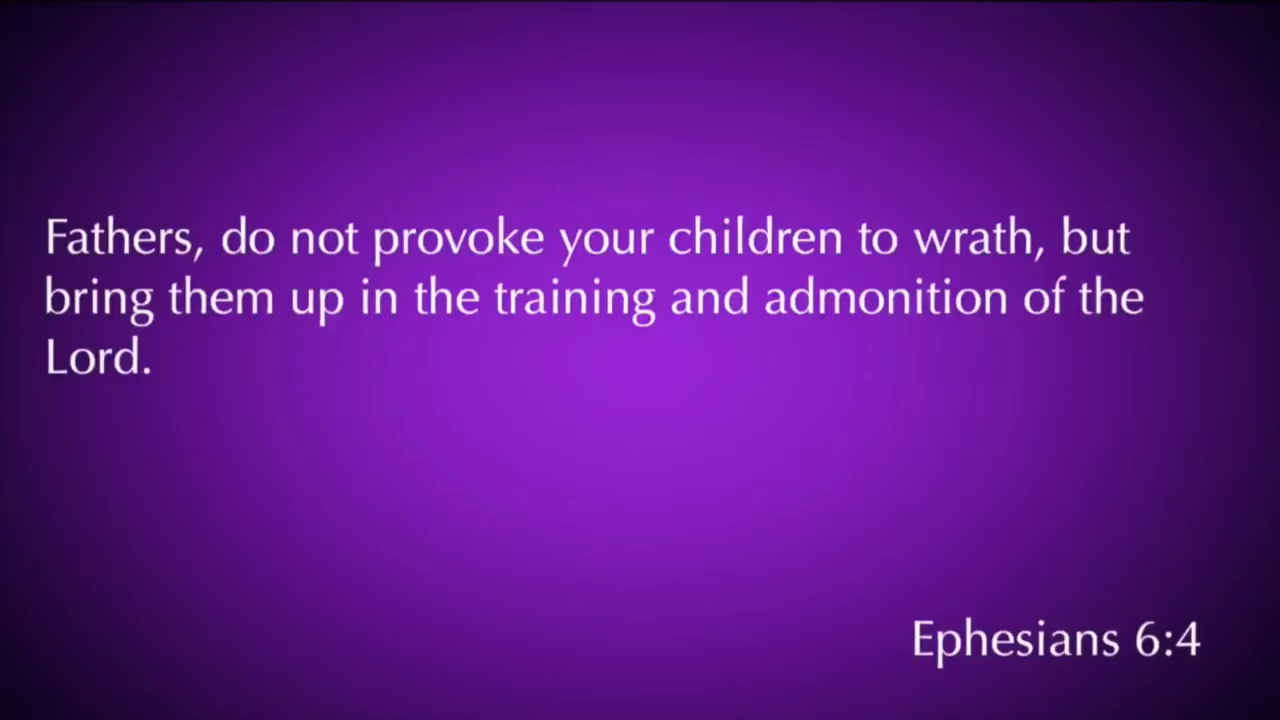 Fathers, do not provoke your children to wrath, but
bring them up in the training and admonition of the
Lord.
Ephesians 6:4